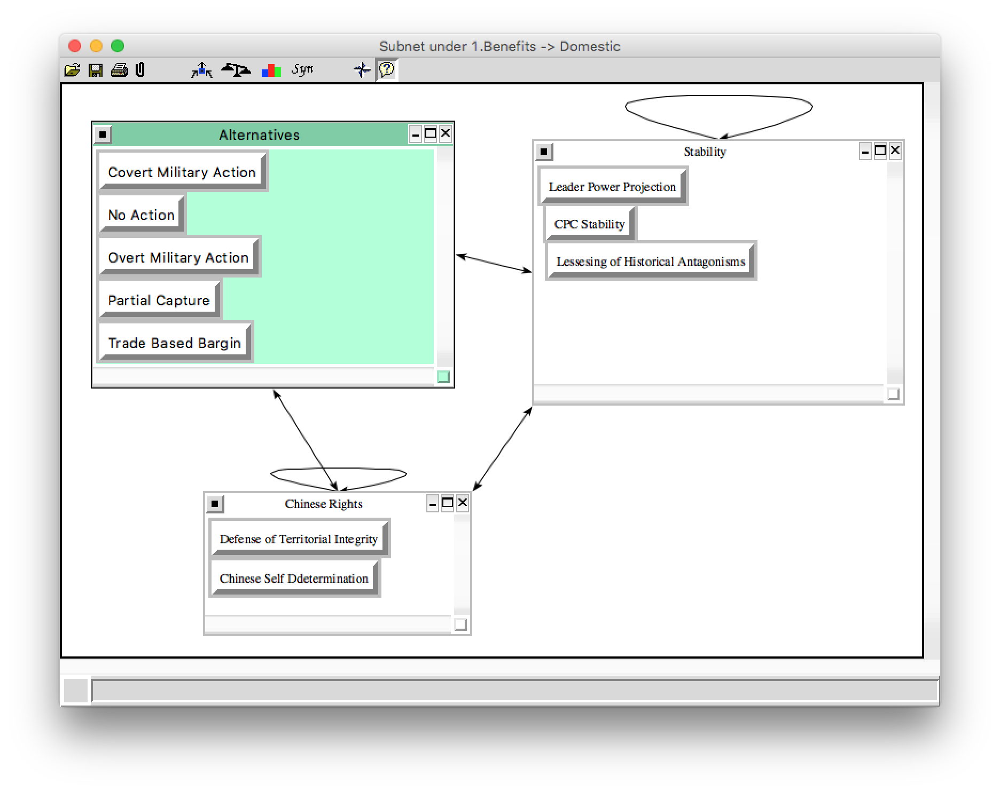 Subnet under 1.Benefits -> Domestic
Syn
Alternatives
Covert Military Action
No Action
Overt Military Action
Partial Capture
Trade Based Bargin
Stability
Leader Power Projection
CPC Stability
Lessesing of Historical Antagonisms
Chinese Rights
Defense of Territorial Integrity
Chinese Self Ddetermination